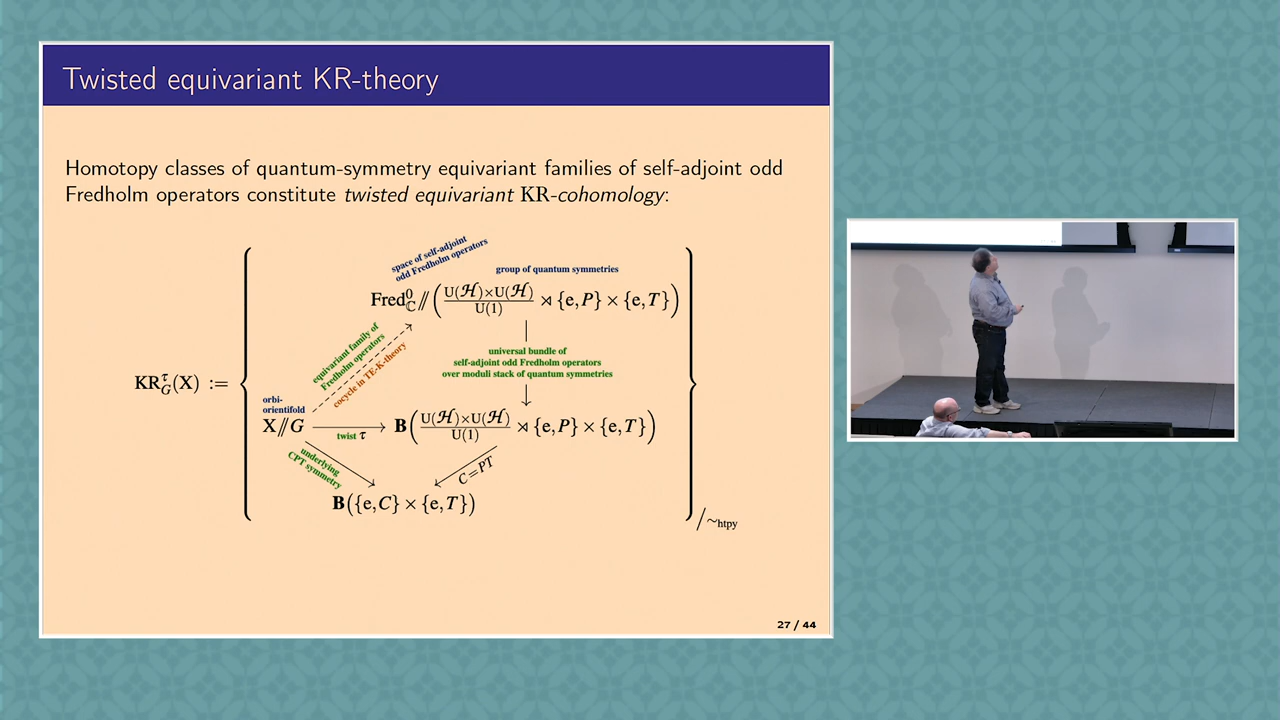 Twisted equivariant KR-theory
Homotopy classes of quantum-symmetry equivariant families of self-adjoint odd
Fredholm operators constitute twisted equivariant KR-cohomology:
space of self-adjoint
odd Fredholm operators
group of quantum symmetries
Fred⁰_ℂ // ( U(ℋ)×U(ℋ) / U(1) ⋊ {e,P} × {e,T} )
equivariant family of
Fredholm operators
cocycle in TE-K-theory
universal bundle of
self-adjoint odd Fredholm operators
over moduli stack of quantum symmetries
KR^τ_G(X) :=
orbi-
orientifold
X//G
twist τ
B( U(ℋ)×U(ℋ) / U(1) ⋊ {e,P} × {e,T} )
underlying
CPT symmetry
C=PT
B({e,C} × {e,T})
/∼htpy
27 / 44